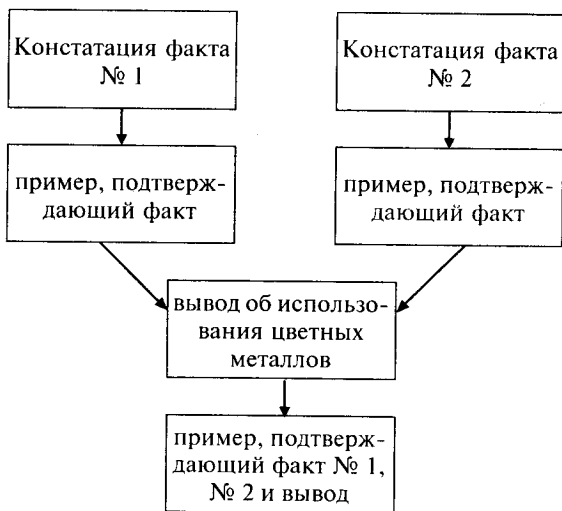 Констатация факта
№ 1
Констатация факта
№ 2
пример, подтверж-
дающий факт
пример, подтверж-
дающий факт
вывод об использо-
вания цветных
металлов
пример, подтверж-
дающий факт № 1,
№ 2 и вывод